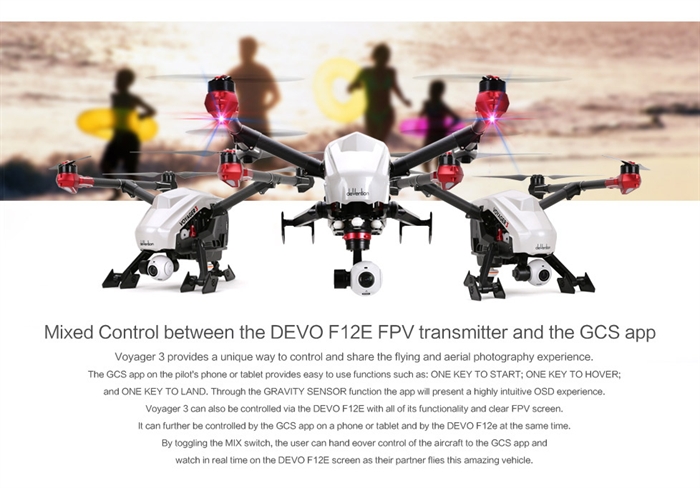 deVention
deVention
deVention
Mixed Control between the DEVO F12E FPV transmitter and the GCS app
Voyager 3 provides a unique way to control and share the flying and aerial photography experience.
The GCS app on the pilot's phone or tablet provides easy to use functions such as: ONE KEY TO START; ONE KEY TO HOVER;
and ONE KEY TO LAND. Through the GRAVITY SENSOR function the app will present a highly intuitive OSD experience.
Voyager 3 can also be controlled via the DEVO F12E with all of its functionality and clear FPV screen.
It can further be controlled by the GCS app on a phone or tablet and by the DEVO F12e at the same time.
By toggling the MIX switch, the user can hand eover control of the aircraft to the GCS app and
watch in real time on the DEVO F12E screen as their partner flies this amazing vehicle.